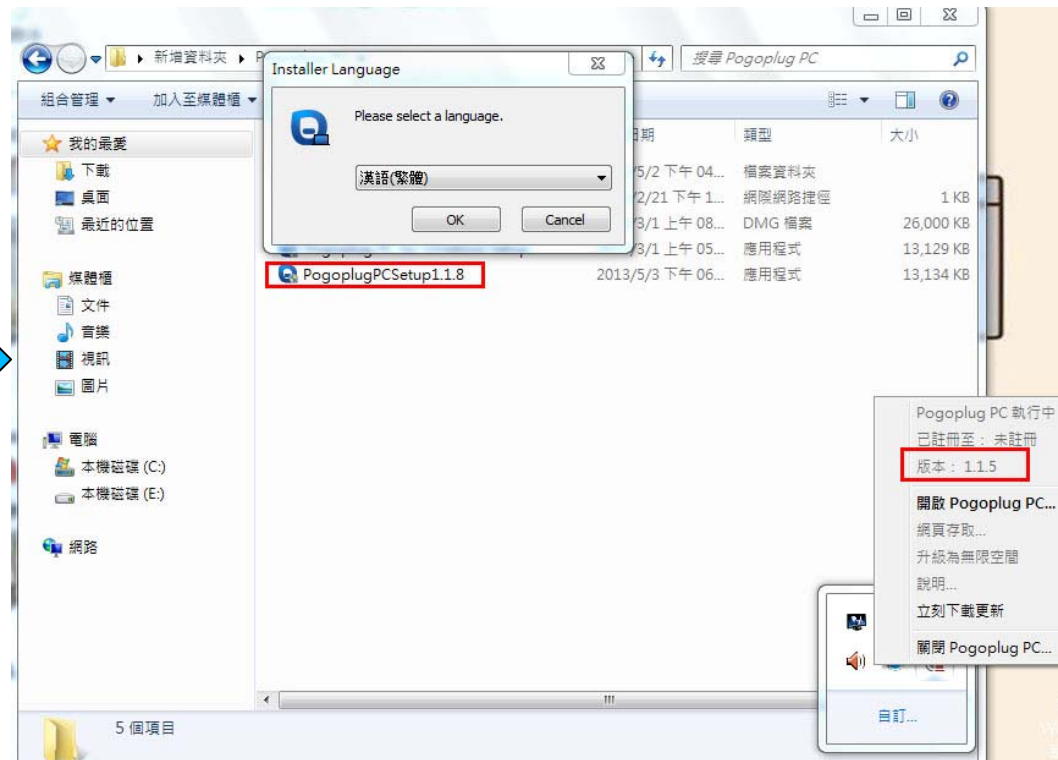 新增資料夾
搜尋 Pogoplug PC
組合管理
加入至媒體櫃
Installer Language
Please select a language.
漢語(繁體)
OK
Cancel
我的最愛
下載
桌面
最近的位置
媒體櫃
文件
音樂
視訊
圖片
電腦
本機磁碟 (C:)
本機磁碟 (E:)
網路
類型
大小
5/2 下午 04...
檔案資料夾
2/21 下午 1...
網際網路捷徑
1 KB
3/1 上午 08...
DMG 檔案
26,000 KB
3/1 上午 05...
應用程式
13,129 KB
PogoplugPCSetup1.1.8
2013/5/3 下午 06...
應用程式
13,134 KB
Pogoplug PC 執行中
已註冊至： 未註冊
版本： 1.1.5
開啟 Pogoplug PC...
網頁存取...
升級為無限空間
說明...
立刻下載更新
關閉 Pogoplug PC...
自訂...
5 個項目